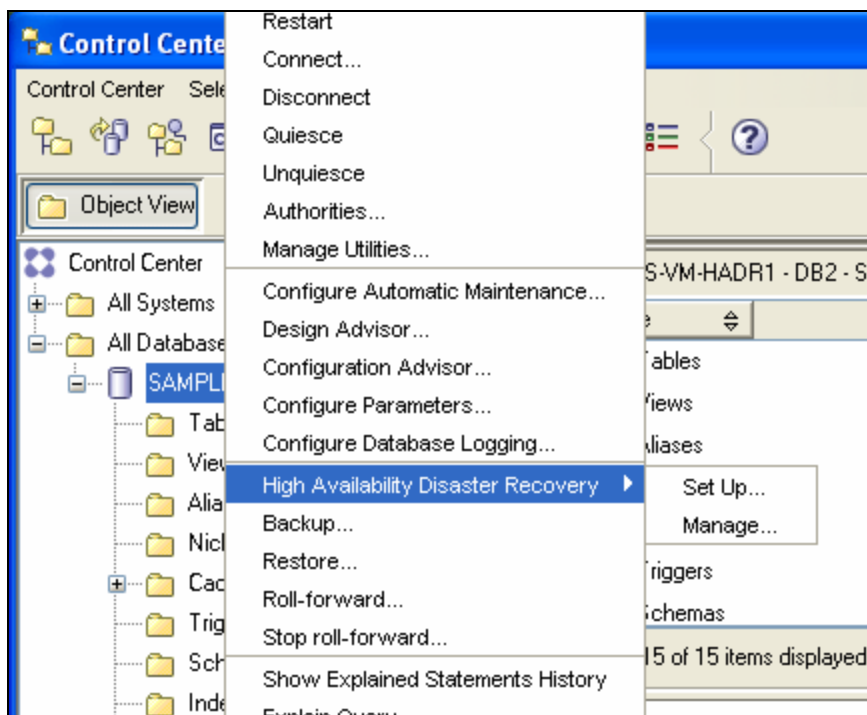 Control Cente
Control Center Sele
Object View
Control Center
All Systems
All Database
SAMPL
Tab
View
Alia
Nick
Cac
Trig
Sch
Inde
Restart
Connect...
Disconnect
Quiesce
Unquiesce
Authorities...
Manage Utilities...
Configure Automatic Maintenance...
Design Advisor...
Configuration Advisor...
Configure Parameters...
Configure Database Logging...
High Availability Disaster Recovery
Backup...
Restore...
Roll-forward...
Stop roll-forward...
Show Explained Statements History
Explain Query
Set Up...
Manage...
S-VM-HADR1 - DB2 - S
ables
iews
liases
riggers
chemas
15 of 15 items displayed